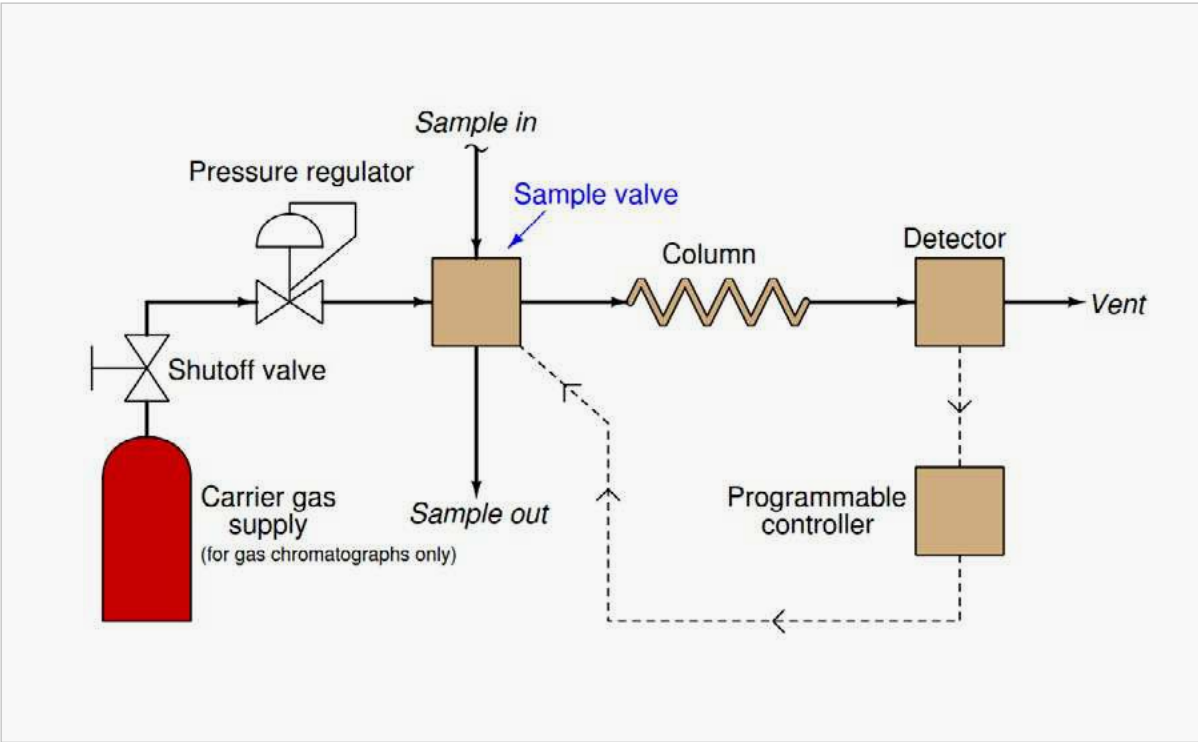 Sample in
Pressure regulator
Sample valve
Column
Detector
Vent
Shutoff valve
Carrier gas
supply
(for gas chromatographs only)
Sample out
Programmable
controller